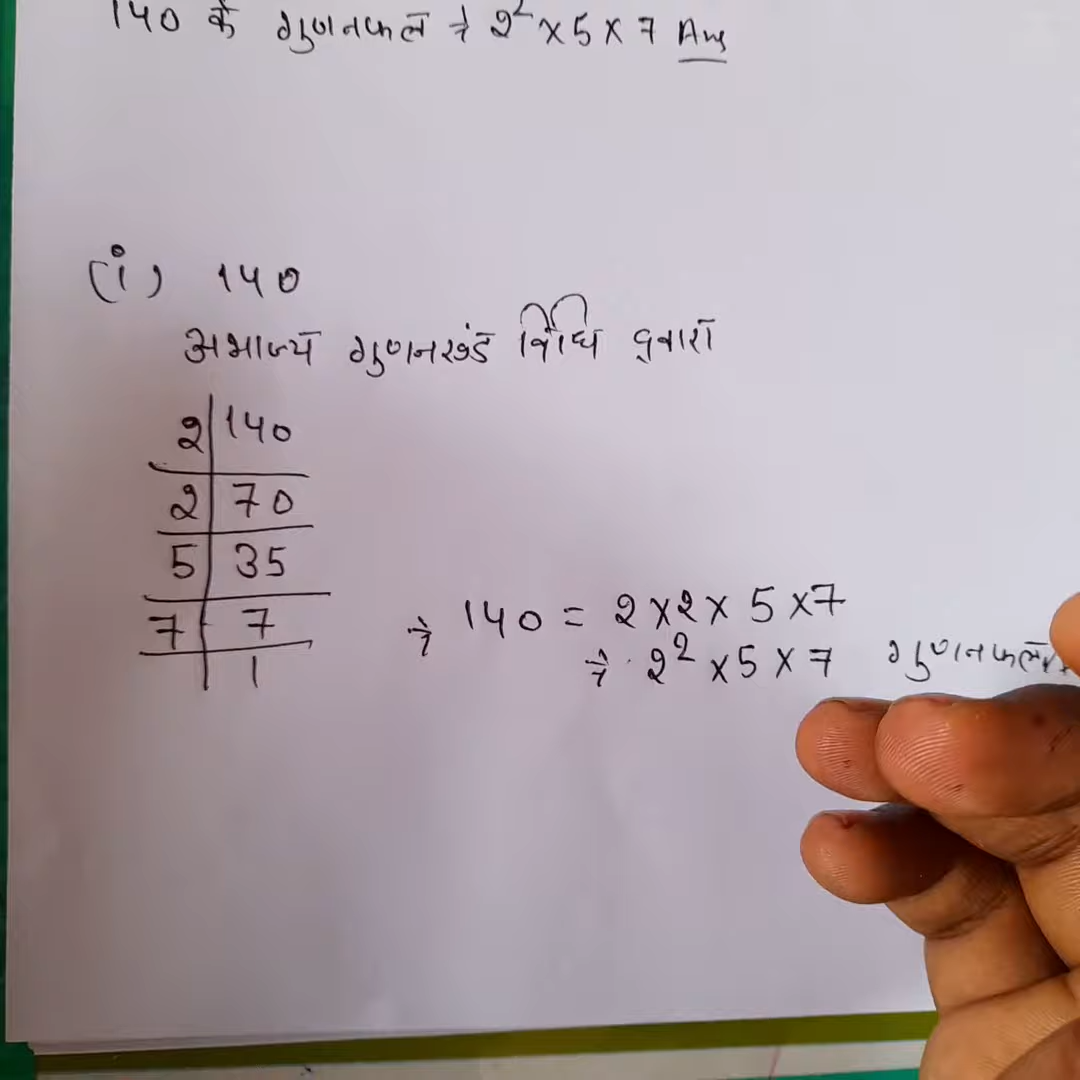 140 के गुणनफल ⇒ 2² × 5 × 7 Ans
(i) 140
अभाज्य गुणनखंड विधि द्वारा
2 | 140
2 | 70
5 | 35
7 | 7
| 1
⇒ 140 = 2 × 2 × 5 × 7
⇒ 2² × 5 × 7 गुणनफल